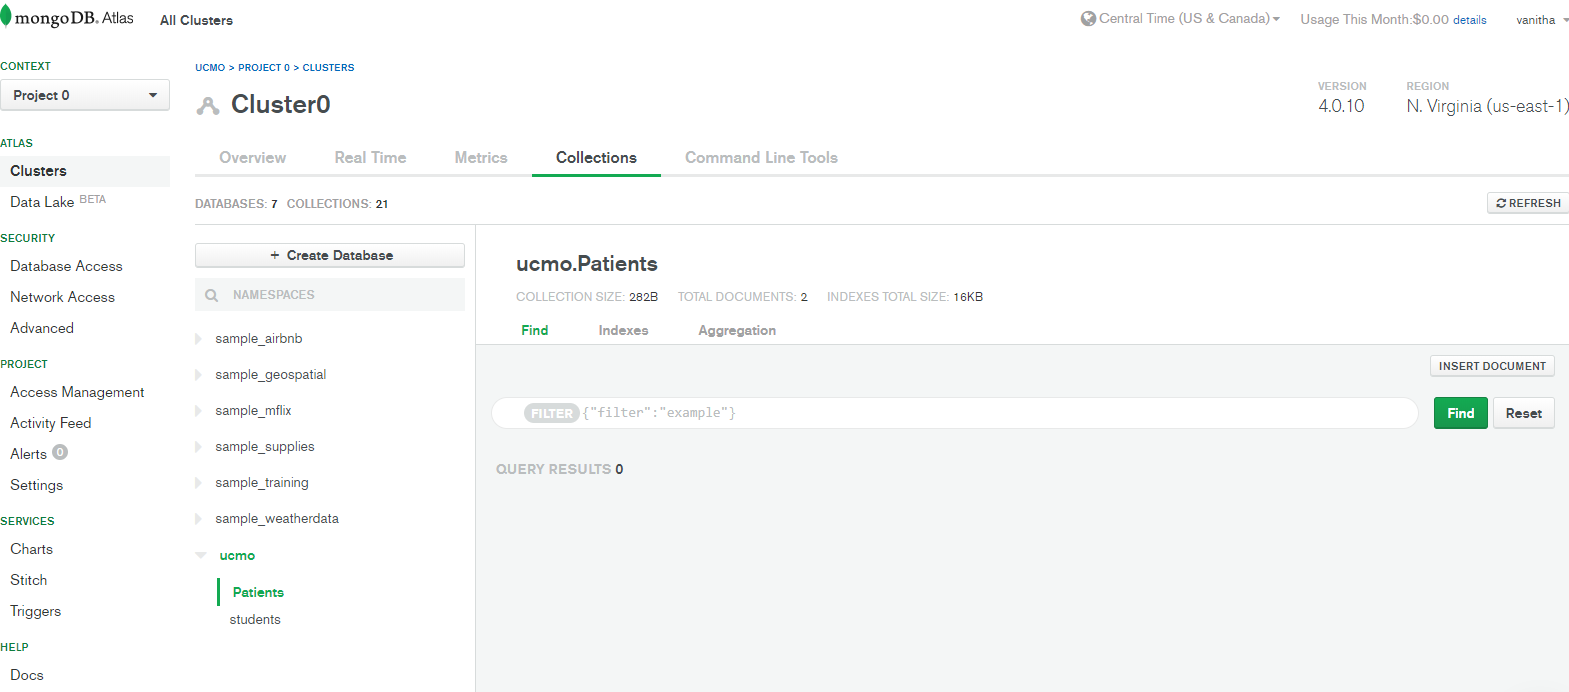 mongoDB. Atlas
All Clusters
Central Time (US & Canada)
Usage This Month:$0.00 details
vanitha
CONTEXT
Project 0
ATLAS
Clusters
Data Lake BETA
SECURITY
Database Access
Network Access
Advanced
PROJECT
Access Management
Activity Feed
Alerts 0
Settings
SERVICES
Charts
Stitch
Triggers
HELP
Docs
UCMO > PROJECT 0 > CLUSTERS
Cluster0
VERSION
4.0.10
REGION
N. Virginia (us-east-1)
Overview
Real Time
Metrics
Collections
Command Line Tools
DATABASES: 7 COLLECTIONS: 21
REFRESH
+ Create Database
NAMESPACES
sample_airbnb
sample_geospatial
sample_mflix
sample_supplies
sample_training
sample_weatherdata
ucmo
Patients
students
ucmo.Patients
COLLECTION SIZE: 282B TOTAL DOCUMENTS: 2 INDEXES TOTAL SIZE: 16KB
Find
Indexes
Aggregation
INSERT DOCUMENT
FILTER {"filter":"example"}
Find
Reset
QUERY RESULTS 0